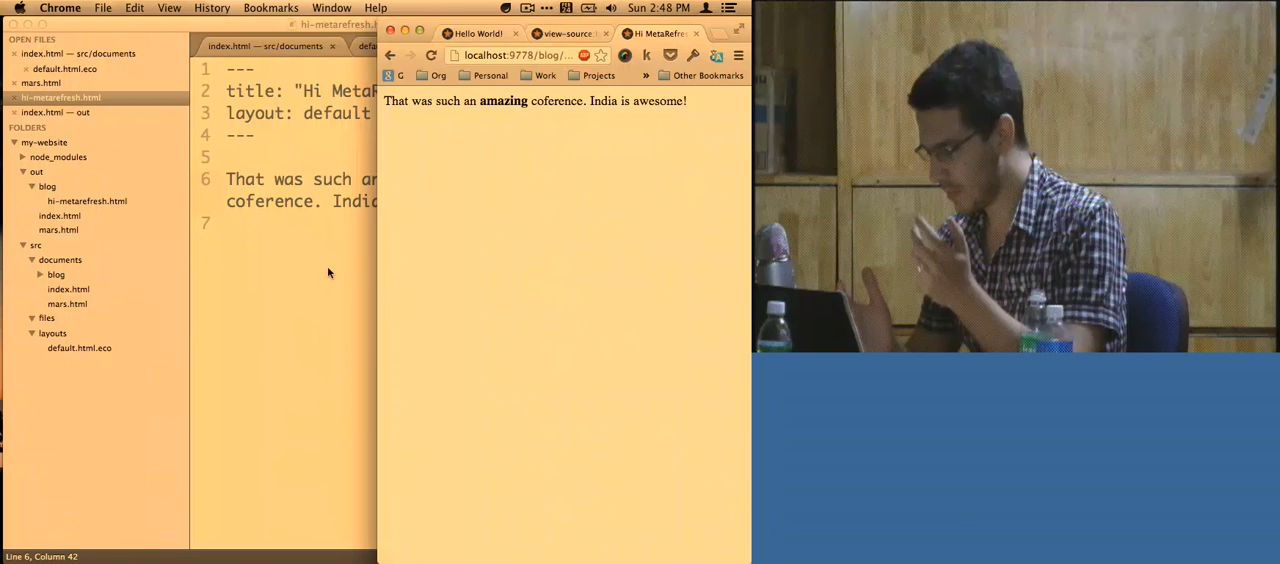 Chrome File Edit View History Bookmarks Window Help
Sun 2:48 PM
hi-metarefresh.h
OPEN FILES
index.html — src/documents
default.html.eco
mars.html
hi-metarefresh.html
index.html — out
FOLDERS
my-website
node_modules
out
blog
hi-metarefresh.html
index.html
mars.html
src
documents
blog
index.html
mars.html
files
layouts
default.html.eco
index.html — src/documents
defau
1 ---
2 title: "Hi MetaR
3 layout: default
4 ---
5
6 That was such an
coference. India
7
Line 6, Column 42
Hello World!
view-source:
Hi MetaRefres
localhost:9778/blog/...
G Org Personal Work Projects » Other Bookmarks
That was such an amazing coference. India is awesome!